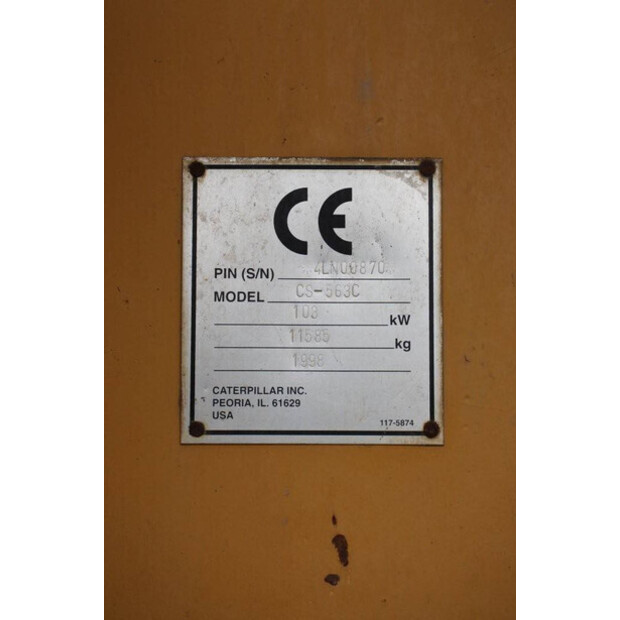 CE
PIN (S/N) 4LN00870
MODEL CS-563C
103 kW
11585 kg
1998
CATERPILLAR INC.
PEORIA, IL. 61629
USA
117-5874